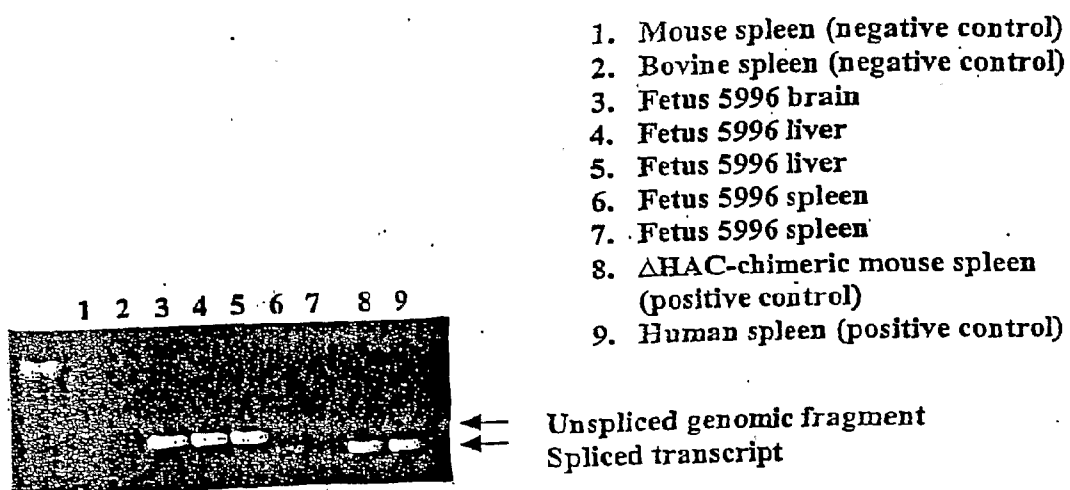 1. Mouse spleen (negative control)
2. Bovine spleen (negative control)
3. Fetus 5996 brain
4. Fetus 5996 liver
5. Fetus 5996 liver
6. Fetus 5996 spleen
7. Fetus 5996 spleen
8. ΔHAC-chimeric mouse spleen
(positive control)
9. Human spleen (positive control)
1 2 3 4 5 6 7 8 9
Unspliced genomic fragment
Spliced transcript